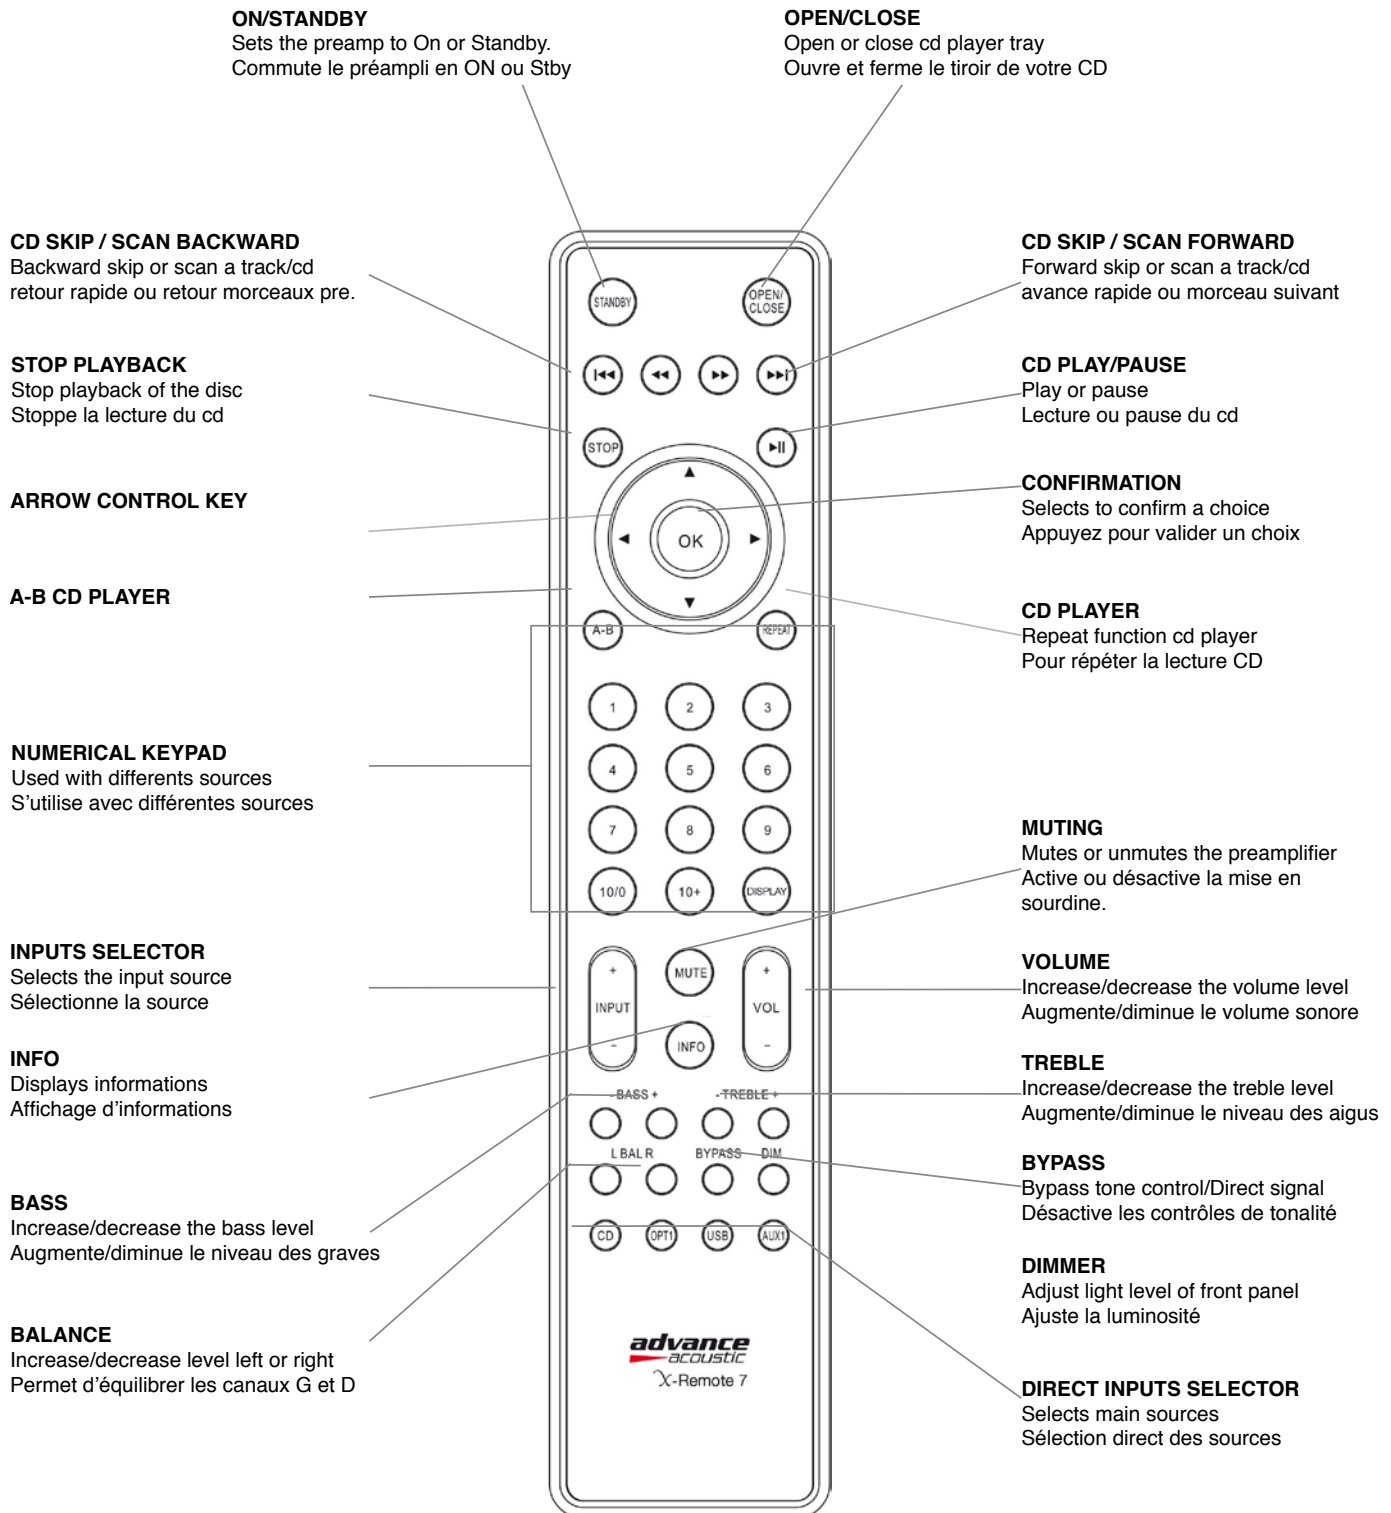 ON/STANDBY
Sets the preamp to On or Standby.
Commute le préampli en ON ou Stby
OPEN/CLOSE
Open or close cd player tray
Ouvre et ferme le tiroir de votre CD
CD SKIP / SCAN BACKWARD
Backward skip or scan a track/cd
retour rapide ou retour morceaux pre.
STOP PLAYBACK
Stop playback of the disc
Stoppe la lecture du cd
ARROW CONTROL KEY
A-B CD PLAYER
NUMERICAL KEYPAD
Used with differents sources
S'utilise avec différentes sources
INPUTS SELECTOR
Selects the input source
Sélectionne la source
INFO
Displays informations
Affichage d'informations
BASS
Increase/decrease the bass level
Augmente/diminue le niveau des graves
BALANCE
Increase/decrease level left or right
Permet d'équilibrer les canaux G et D
STANDBY
OPEN/
CLOSE
STOP
OK
A-B
REPEAT
1
2
3
4
5
6
7
8
9
10/0
10+
DISPLAY
+
INPUT
-
MUTE
INFO
+
VOL
-
- BASS +
- TREBLE +
L BAL R
BYPASS
DIM
CD
OPT1
USB
AUX1
advance
acoustic
X-Remote 7
CD SKIP / SCAN FORWARD
Forward skip or scan a track/cd
avance rapide ou morceau suivant
CD PLAY/PAUSE
Play or pause
Lecture ou pause du cd
CONFIRMATION
Selects to confirm a choice
Appuyez pour valider un choix
CD PLAYER
Repeat function cd player
Pour répéter la lecture CD
MUTING
Mutes or unmutes the preamplifier
Active ou désactive la mise en
sourdine.
VOLUME
Increase/decrease the volume level
Augmente/diminue le volume sonore
TREBLE
Increase/decrease the treble level
Augmente/diminue le niveau des aigus
BYPASS
Bypass tone control/Direct signal
Désactive les contrôles de tonalité
DIMMER
Adjust light level of front panel
Ajuste la luminosité
DIRECT INPUTS SELECTOR
Selects main sources
Sélection direct des sources